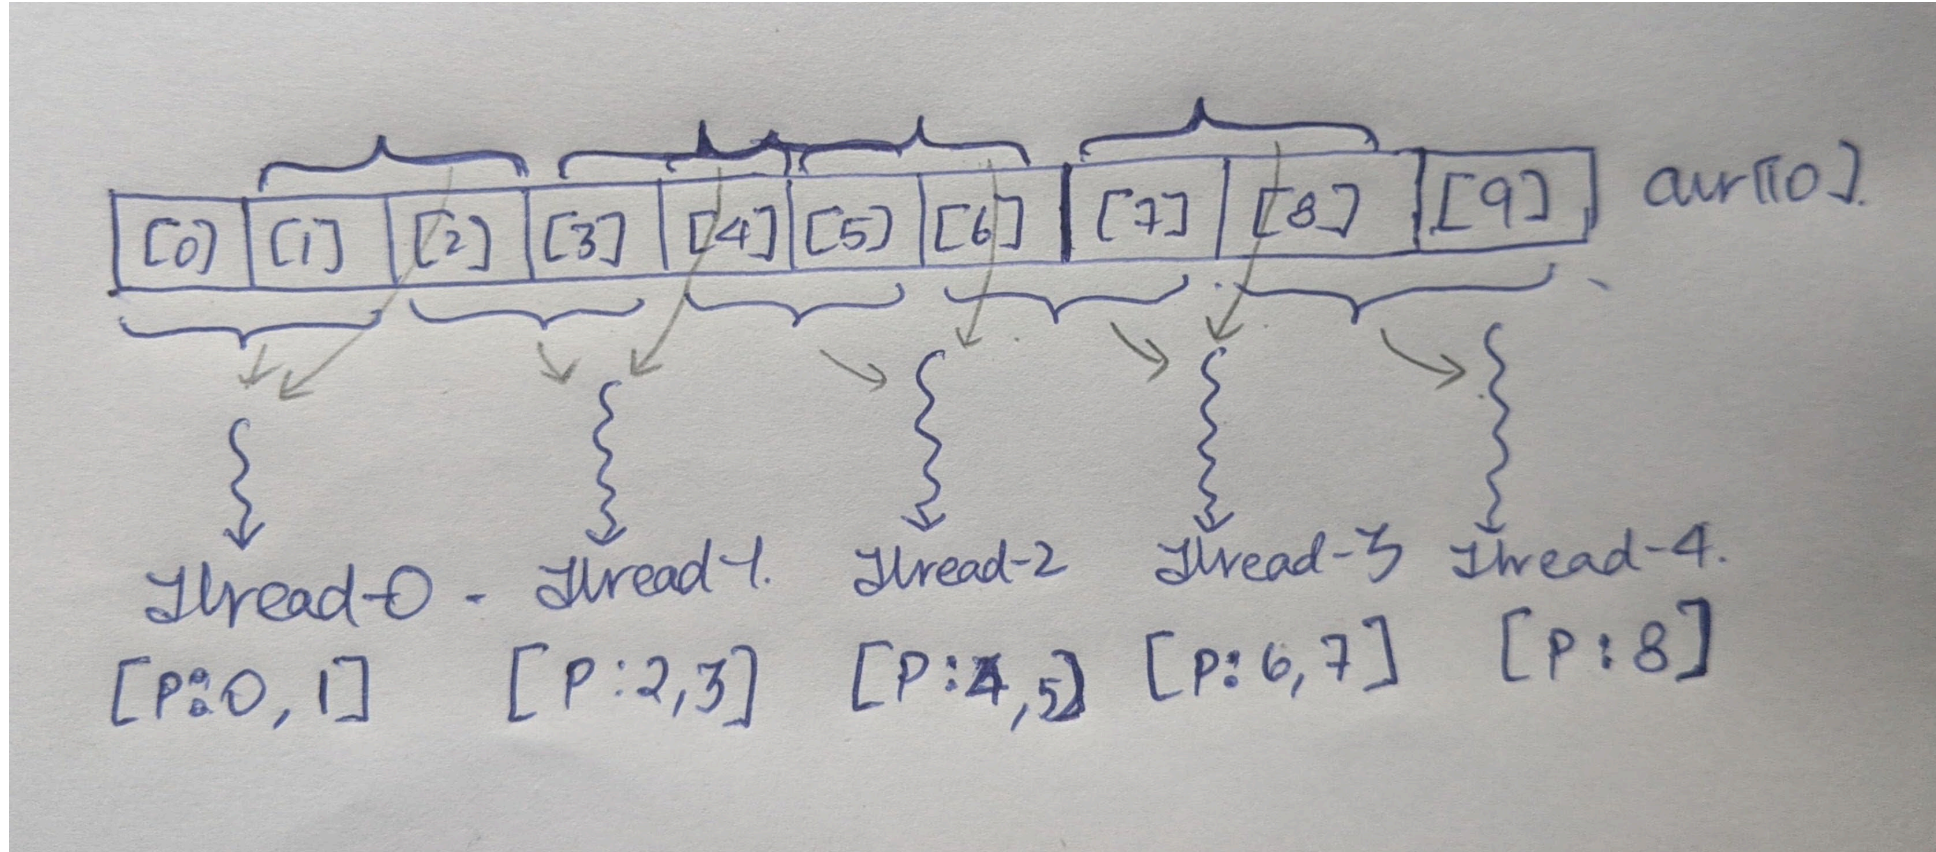 [0] [1] [2] [3] [4] [5] [6] [7] [8] [9] arr[10].
Thread-0 - Thread-1. Thread-2 Thread-3 Thread-4.
[P:0,1] [P:2,3] [P:4,5] [P:6,7] [P:8]